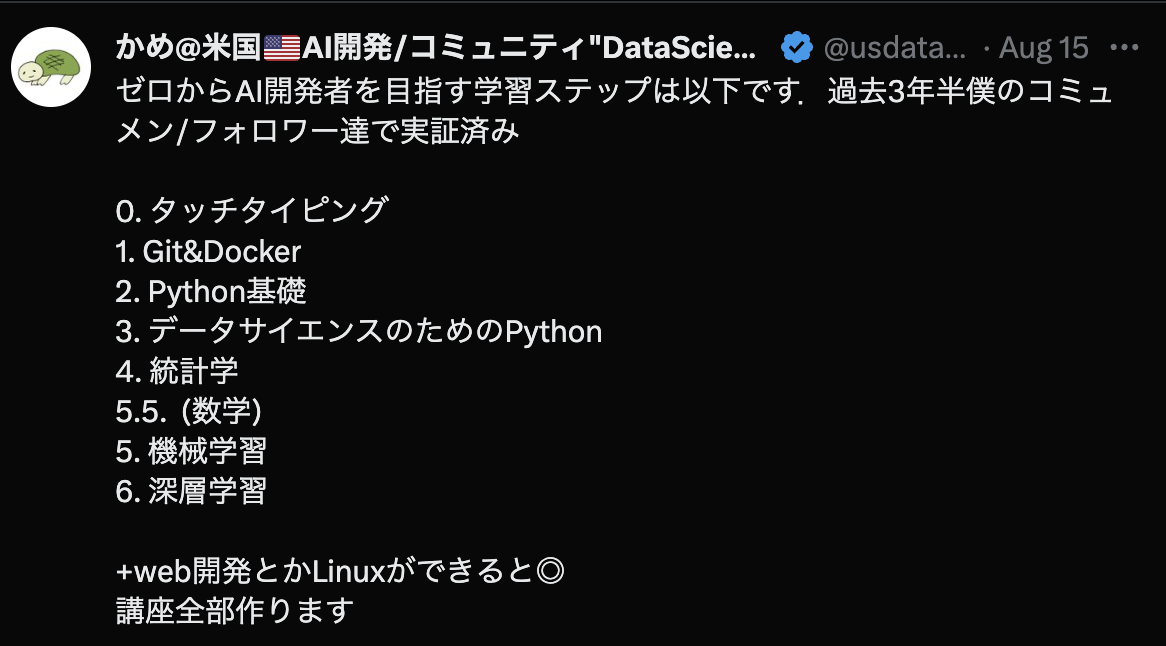 かめ@米国🇺🇸AI開発/コミュニティ"DataScie... @usdata... · Aug 15 ···
ゼロからAI開発者を目指す学習ステップは以下です．過去3年半僕のコミュ
メン/フォロワー達で実証済み
0. タッチタイピング
1. Git&Docker
2. Python基礎
3. データサイエンスのためのPython
4. 統計学
5.5.（数学）
5. 機械学習
6. 深層学習
+web開発とかLinuxができると◎
講座全部作ります